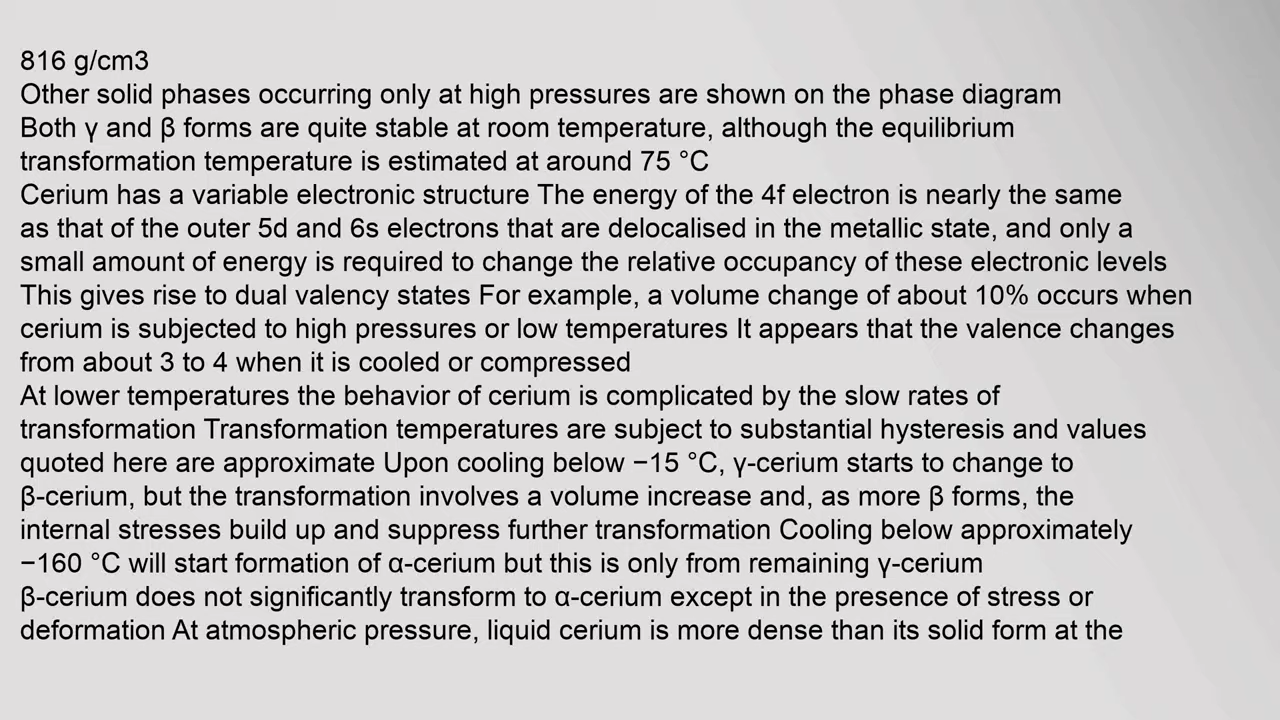 816 g/cm3
Other solid phases occurring only at high pressures are shown on the phase diagram
Both γ and β forms are quite stable at room temperature, although the equilibrium
transformation temperature is estimated at around 75 °C
Cerium has a variable electronic structure The energy of the 4f electron is nearly the same
as that of the outer 5d and 6s electrons that are delocalised in the metallic state, and only a
small amount of energy is required to change the relative occupancy of these electronic levels
This gives rise to dual valency states For example, a volume change of about 10% occurs when
cerium is subjected to high pressures or low temperatures It appears that the valence changes
from about 3 to 4 when it is cooled or compressed
At lower temperatures the behavior of cerium is complicated by the slow rates of
transformation Transformation temperatures are subject to substantial hysteresis and values
quoted here are approximate Upon cooling below −15 °C, γ-cerium starts to change to
β-cerium, but the transformation involves a volume increase and, as more β forms, the
internal stresses build up and suppress further transformation Cooling below approximately
−160 °C will start formation of α-cerium but this is only from remaining γ-cerium
β-cerium does not significantly transform to α-cerium except in the presence of stress or
deformation At atmospheric pressure, liquid cerium is more dense than its solid form at the